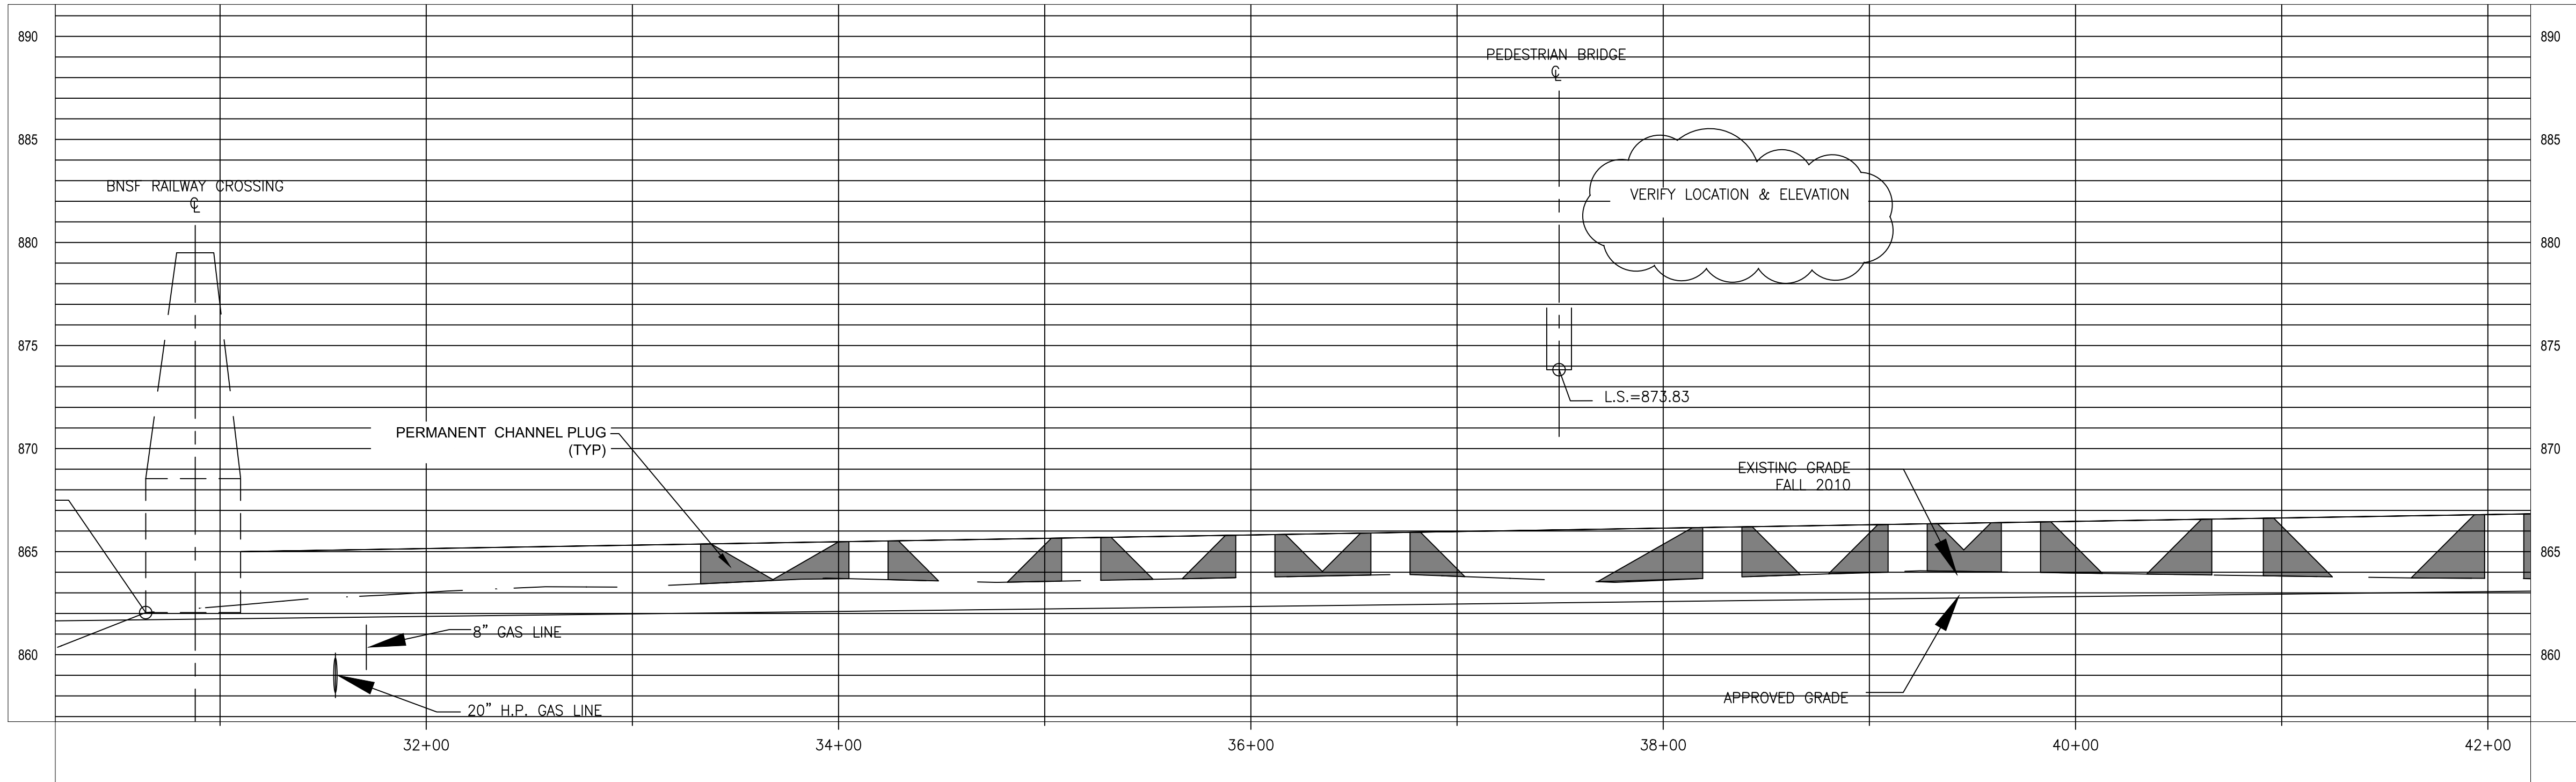 890
890
PEDESTRIAN BRIDGE
℄
885
885
BNSF RAILWAY CROSSING
℄
VERIFY LOCATION & ELEVATION
880
880
875
875
L.S.=873.83
PERMANENT CHANNEL PLUG
(TYP)
870
870
EXISTING GRADE
FALL 2010
865
865
8" GAS LINE
860
860
APPROVED GRADE
20" H.P. GAS LINE
32+00
34+00
36+00
38+00
40+00
42+00